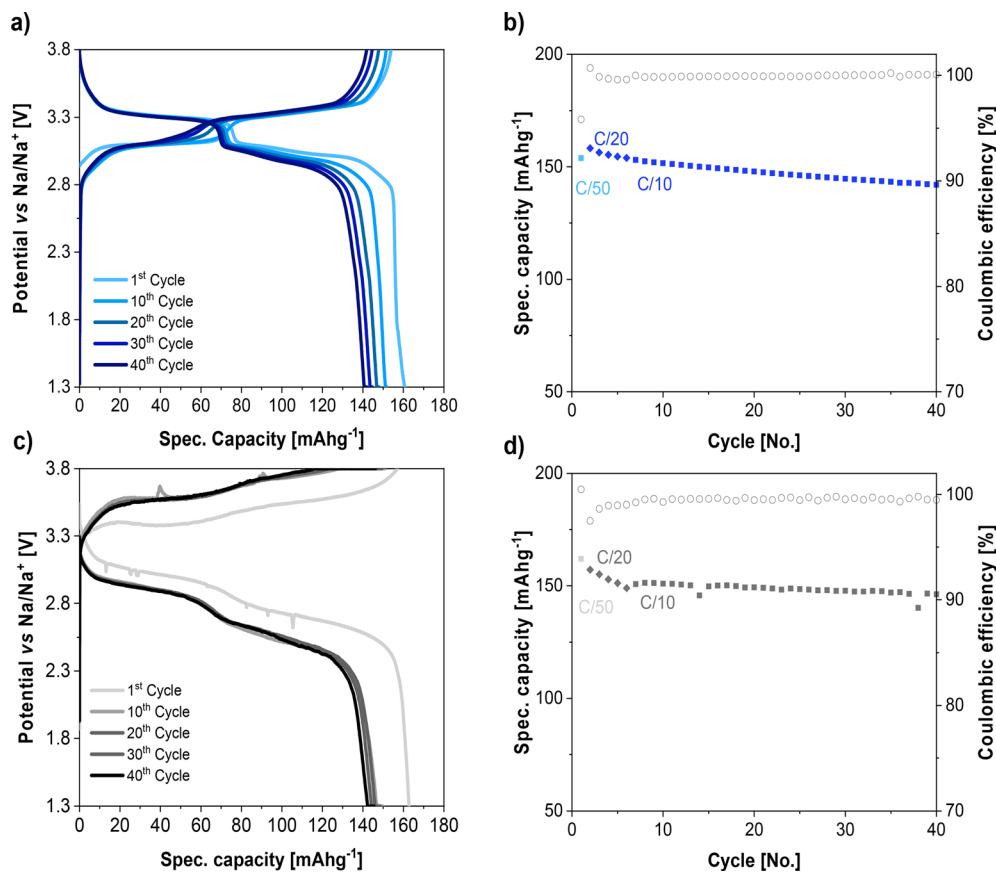 a)
3.8
3.3
2.8
2.3
1.8
1.3
Potential vs Na/Na⁺ [V]
1ˢᵗ Cycle
10ᵗʰ Cycle
20ᵗʰ Cycle
30ᵗʰ Cycle
40ᵗʰ Cycle
0 20 40 60 80 100 120 140 160 180
Spec. Capacity [mAhg⁻¹]
b)
200
150
100
50
Spec. capacity [mAhg⁻¹]
C/20
C/50
C/10
100
90
80
70
Coulombic efficiency [%]
0 10 20 30 40
Cycle [No.]
c)
3.8
3.3
2.8
2.3
1.8
1.3
Potential vs Na/Na⁺ [V]
1ˢᵗ Cycle
10ᵗʰ Cycle
20ᵗʰ Cycle
30ᵗʰ Cycle
40ᵗʰ Cycle
0 20 40 60 80 100 120 140 160 180
Spec. capacity [mAhg⁻¹]
d)
200
150
100
50
Spec. capacity [mAhg⁻¹]
C/20
C/50
C/10
100
90
80
70
Coulombic efficiency [%]
0 10 20 30 40
Cycle [No.]